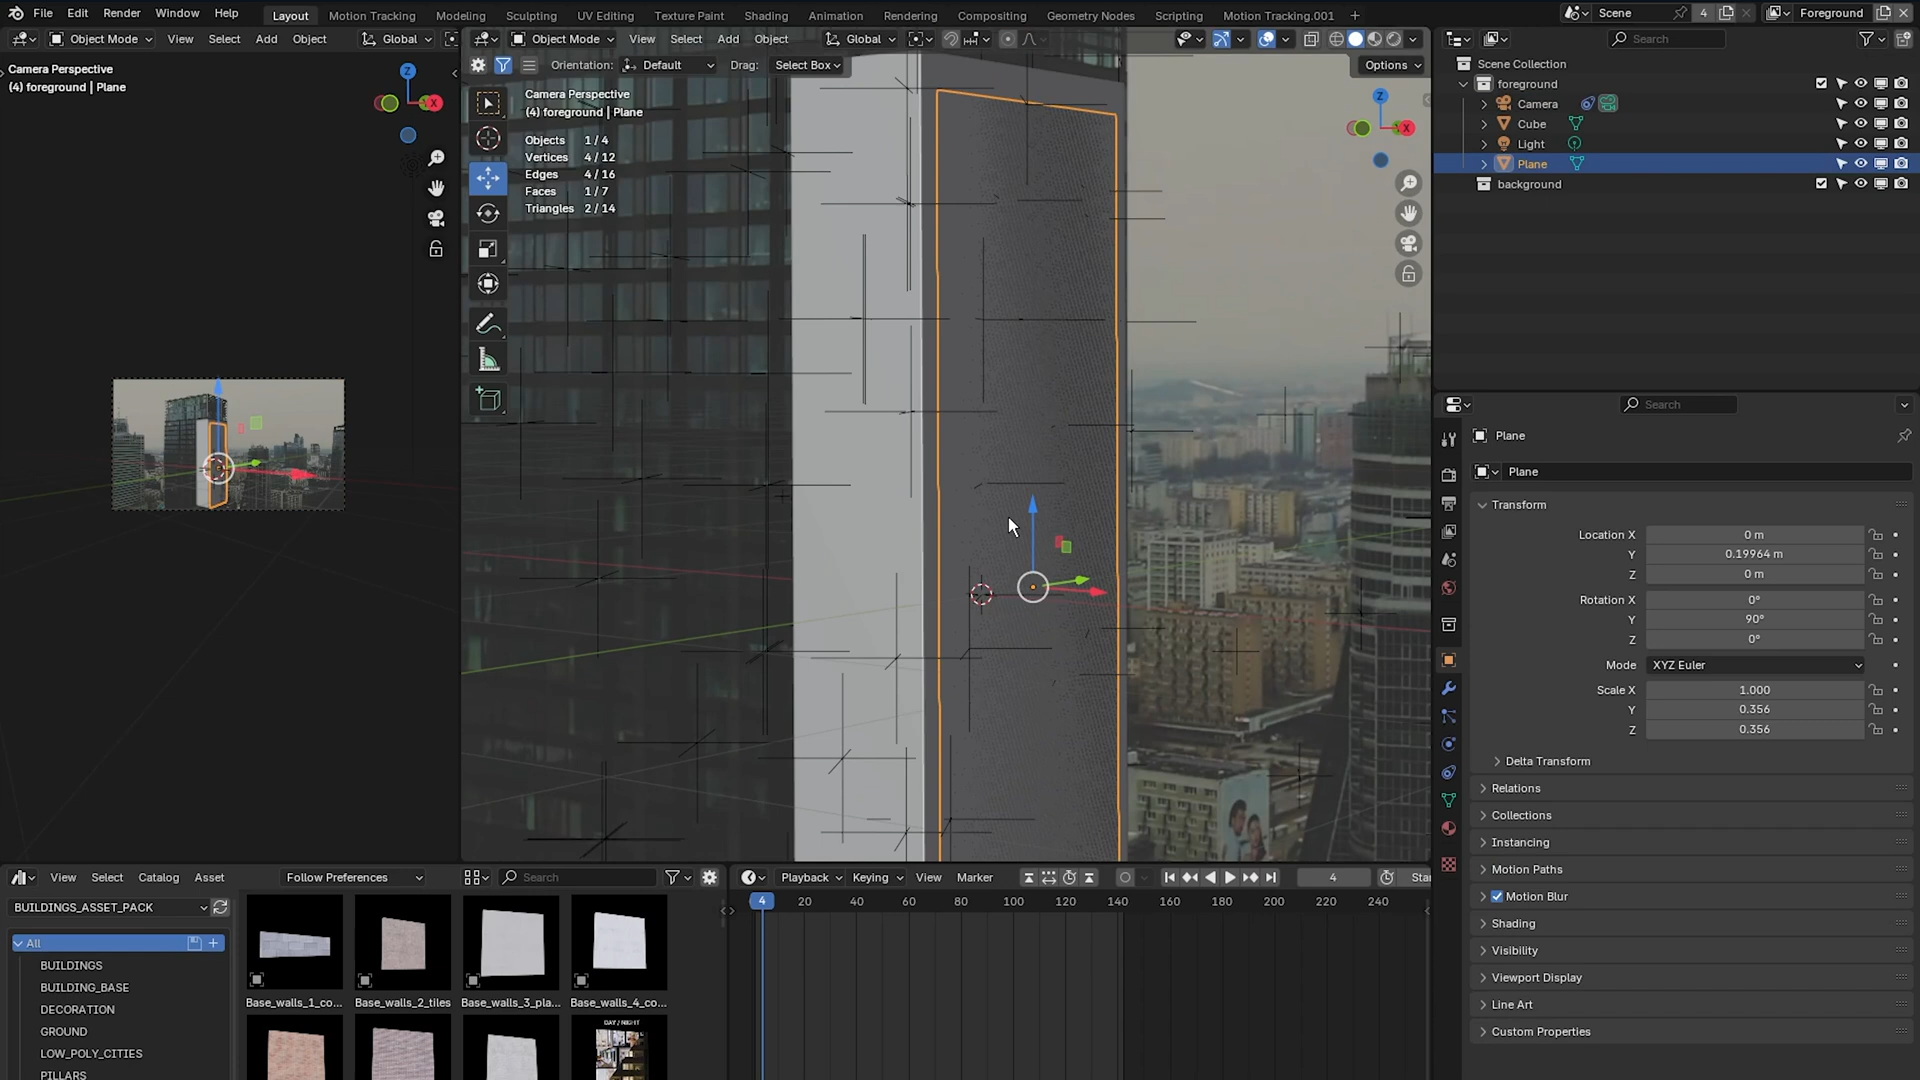 File Edit Render Window Help Layout Motion Tracking Modeling Sculpting UV Editing Texture Paint Shading Animation Rendering Compositing Geometry Nodes Scripting Motion Tracking.001 + Scene 4 Foreground
Object Mode View Select Add Object Global Object Mode View Select Add Object Global Search
Orientation: Default Drag: Select Box Options
Camera Perspective
(4) foreground | Plane
Camera Perspective
(4) foreground | Plane
Objects 1 / 4
Vertices 4 / 12
Edges 4 / 16
Faces 1 / 7
Triangles 2 / 14
Z
X
Z
X
Scene Collection
foreground
Camera
Cube
Light
Plane
background
Search
Plane
Plane
Transform
Location X 0 m
Y 0.19964 m
Z 0 m
Rotation X 0°
Y 90°
Z 0°
Mode XYZ Euler
Scale X 1.000
Y 0.356
Z 0.356
Delta Transform
Relations
Collections
Instancing
Motion Paths
Motion Blur
Shading
Visibility
Viewport Display
Line Art
Custom Properties
View Select Catalog Asset Follow Preferences Search
BUILDINGS_ASSET_PACK
All
BUILDINGS
BUILDING_BASE
DECORATION
GROUND
LOW_POLY_CITIES
PILLARS
Base_walls_1_co... Base_walls_2_tiles Base_walls_3_pla... Base_walls_4_co...
DAY / NIGHT
Playback Keying View Marker 4 Star
4 20 40 60 80 100 120 140 160 180 200 220 240